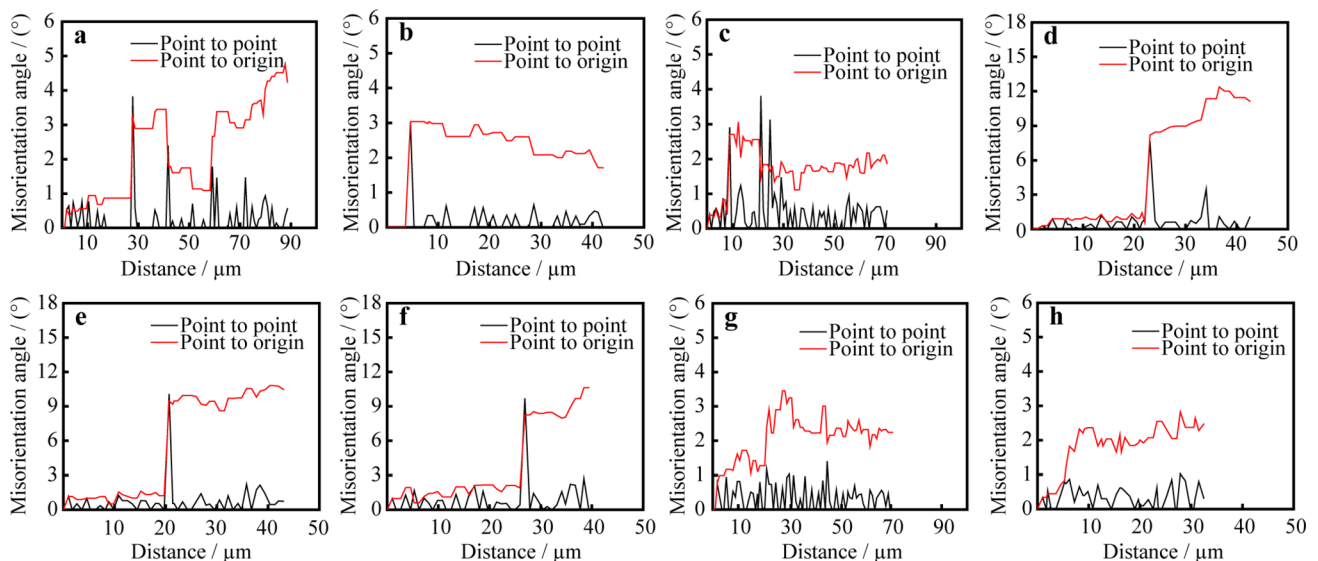 a
Point to point
Point to origin
Misorientation angle / (°)
6
5
4
3
2
1
0
10
30
50
70
90
Distance / µm
b
Point to point
Point to origin
Misorientation angle / (°)
6
5
4
3
2
1
0
10
20
30
40
50
Distance / µm
c
Point to point
Point to origin
Misorientation angle / (°)
6
5
4
3
2
1
0
10
30
50
70
90
Distance / µm
d
Point to point
Point to origin
Misorientation angle / (°)
18
15
12
9
6
3
0
10
20
30
40
50
Distance / µm
e
Point to point
Point to origin
Misorientation angle / (°)
18
15
12
9
6
3
0
10
20
30
40
50
Distance / µm
f
Point to point
Point to origin
Misorientation angle / (°)
18
15
12
9
6
3
0
10
20
30
40
50
Distance / µm
g
Point to point
Point to origin
Misorientation angle / (°)
6
5
4
3
2
1
0
10
30
50
70
90
Distance / µm
h
Point to point
Point to origin
Misorientation angle / (°)
6
5
4
3
2
1
0
10
20
30
40
50
Distance / µm